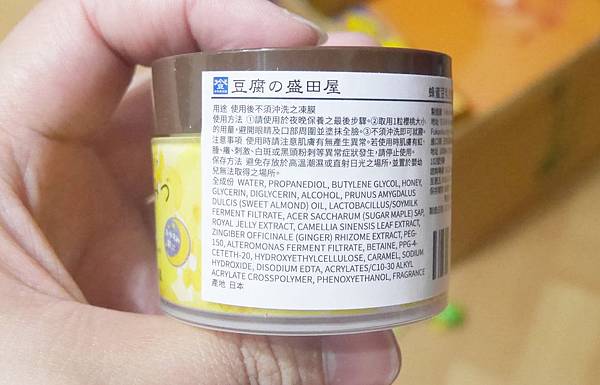 豆腐の盛田屋
用途 使用後不須沖洗之凍膜
使用方法 ①請使用於夜晚保養之最後步驟。②取用1粒櫻桃大小
的用量，避開眼睛及口部周圍並塗抹全臉。③不須沖洗即可就寢。
注意事項 使用時請注意肌膚有無產生異常。若使用時肌膚有紅、
腫、癢、刺激、白斑或黑頭粉刺等異常症狀發生，請停止使用。
保存方法 避免存放於高溫潮濕或直射日光之場所，並置於嬰幼
兒無法取得之場所。
全成份 WATER, PROPANEDIOL, BUTYLENE GLYCOL, HONEY,
GLYCERIN, DIGLYCERIN, ALCOHOL, PRUNUS AMYGDALUS
DULCIS (SWEET ALMOND) OIL, LACTOBACILLUS/SOYMILK
FERMENT FILTRATE, ACER SACCHARUM (SUGAR MAPLE) SAP,
ROYAL JELLY EXTRACT, CAMELLIA SINENSIS LEAF EXTRACT,
ZINGIBER OFFICINALE (GINGER) RHIZOME EXTRACT, PEG-
150, ALTEROMONAS FERMENT FILTRATE, BETAINE, PPG-4-
CETETH-20, HYDROXYETHYLCELLULOSE, CARAMEL, SODIUM
HYDROXIDE, DISODIUM EDTA, ACRYLATES/C10-30 ALKYL
ACRYLATE CROSSPOLYMER, PHENOXYETHANOL, FRAGRANCE
產地 日本